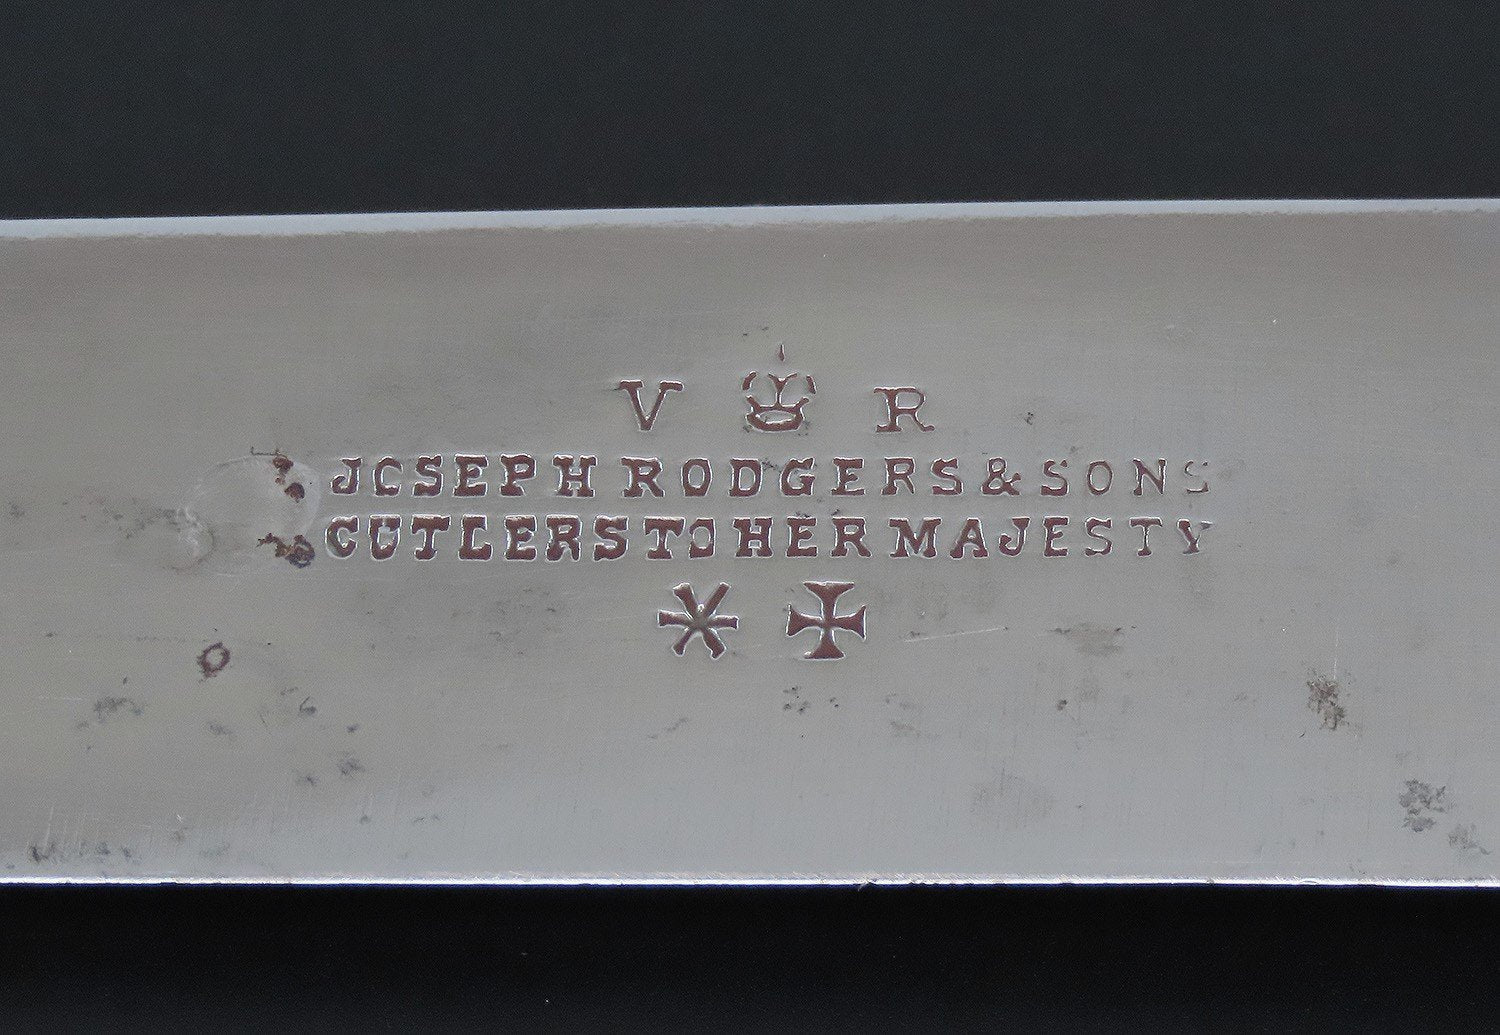 V R
JOSEPH RODGERS & SONS
CUTLERS TO HER MAJESTY